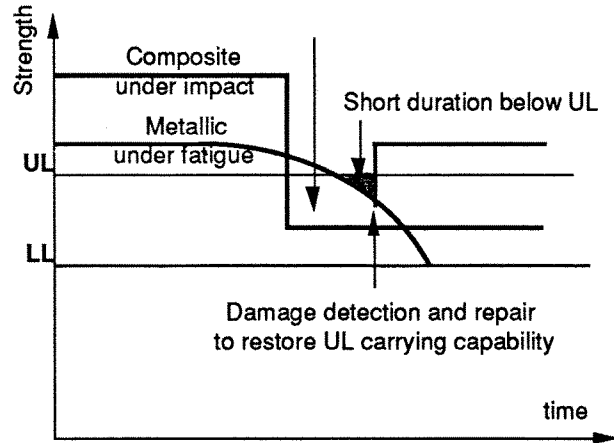 Strength
Composite
under impact
Short duration below UL
Metallic
under fatigue
UL
LL
Damage detection and repair
to restore UL carrying capability
time